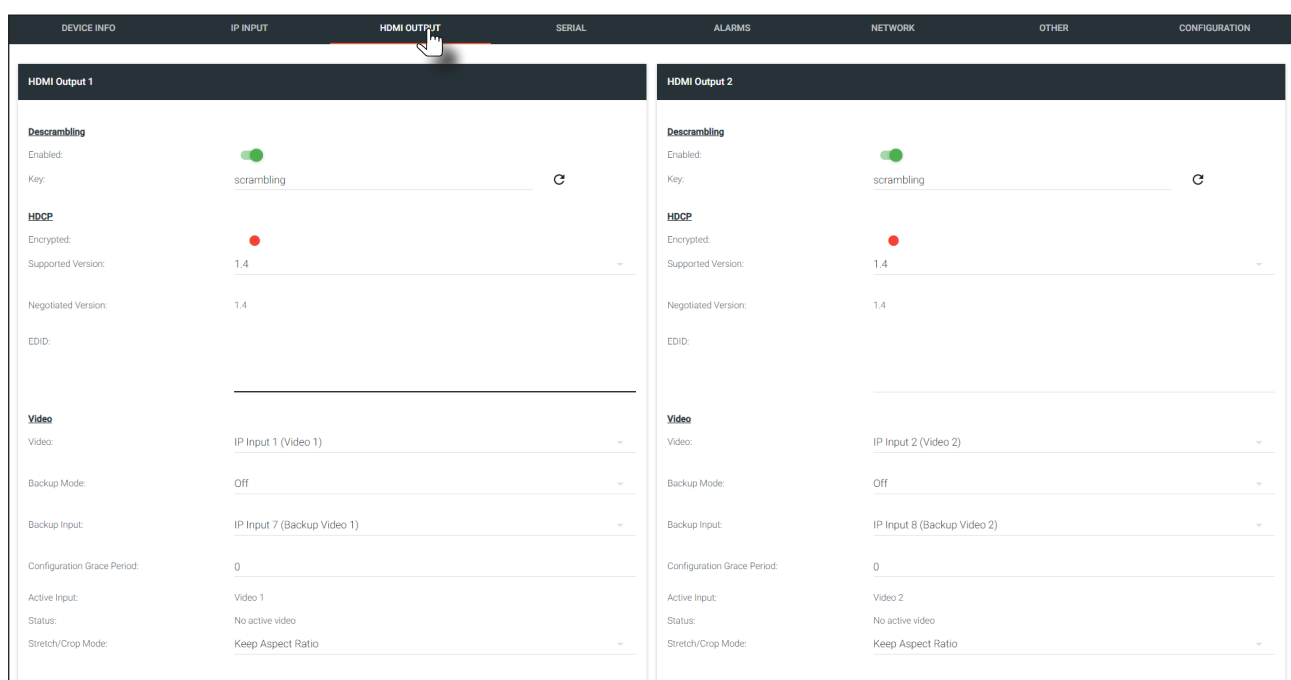 DEVICE INFO IP INPUT HDMI OUTPUT SERIAL ALARMS NETWORK OTHER CONFIGURATION
HDMI Output 1
Descrambling
Enabled:
Key: scrambling
HDCP
Encrypted:
Supported Version: 1.4
Negotiated Version: 1.4
EDID:
Video
Video: IP Input 1 (Video 1)
Backup Mode: Off
Backup Input: IP Input 7 (Backup Video 1)
Configuration Grace Period: 0
Active Input: Video 1
Status: No active video
Stretch/Crop Mode: Keep Aspect Ratio
HDMI Output 2
Descrambling
Enabled:
Key: scrambling
HDCP
Encrypted:
Supported Version: 1.4
Negotiated Version: 1.4
EDID:
Video
Video: IP Input 2 (Video 2)
Backup Mode: Off
Backup Input: IP Input 8 (Backup Video 2)
Configuration Grace Period: 0
Active Input: Video 2
Status: No active video
Stretch/Crop Mode: Keep Aspect Ratio